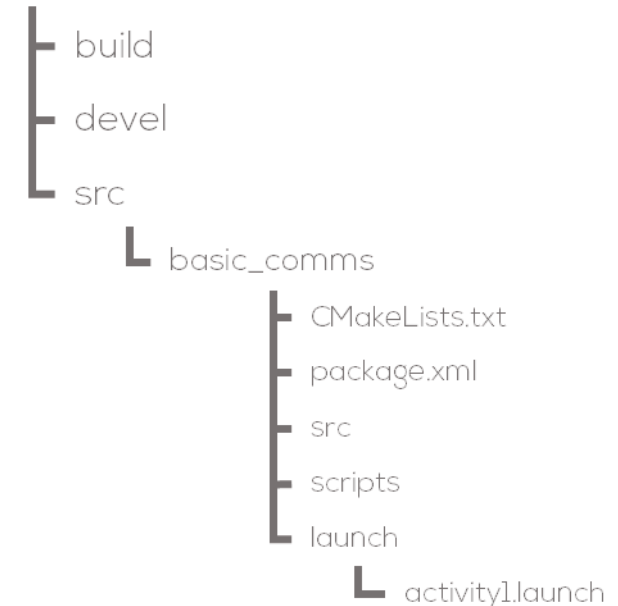 build
devel
src
basic_comms
CMakeLists.txt
package.xml
src
scripts
launch
activity1.launch